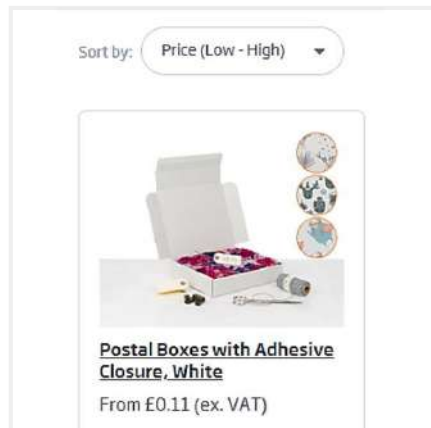 Sort by: Price (Low - High)
Postal Boxes with Adhesive
Closure, White
From £0.11 (ex. VAT)